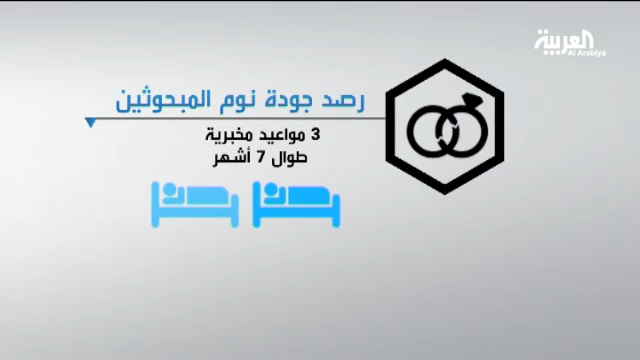 العربية
Al Arabiya
رصد جودة نوم المبحوثين
3 مواعيد مخبرية
طوال 7 أشهر